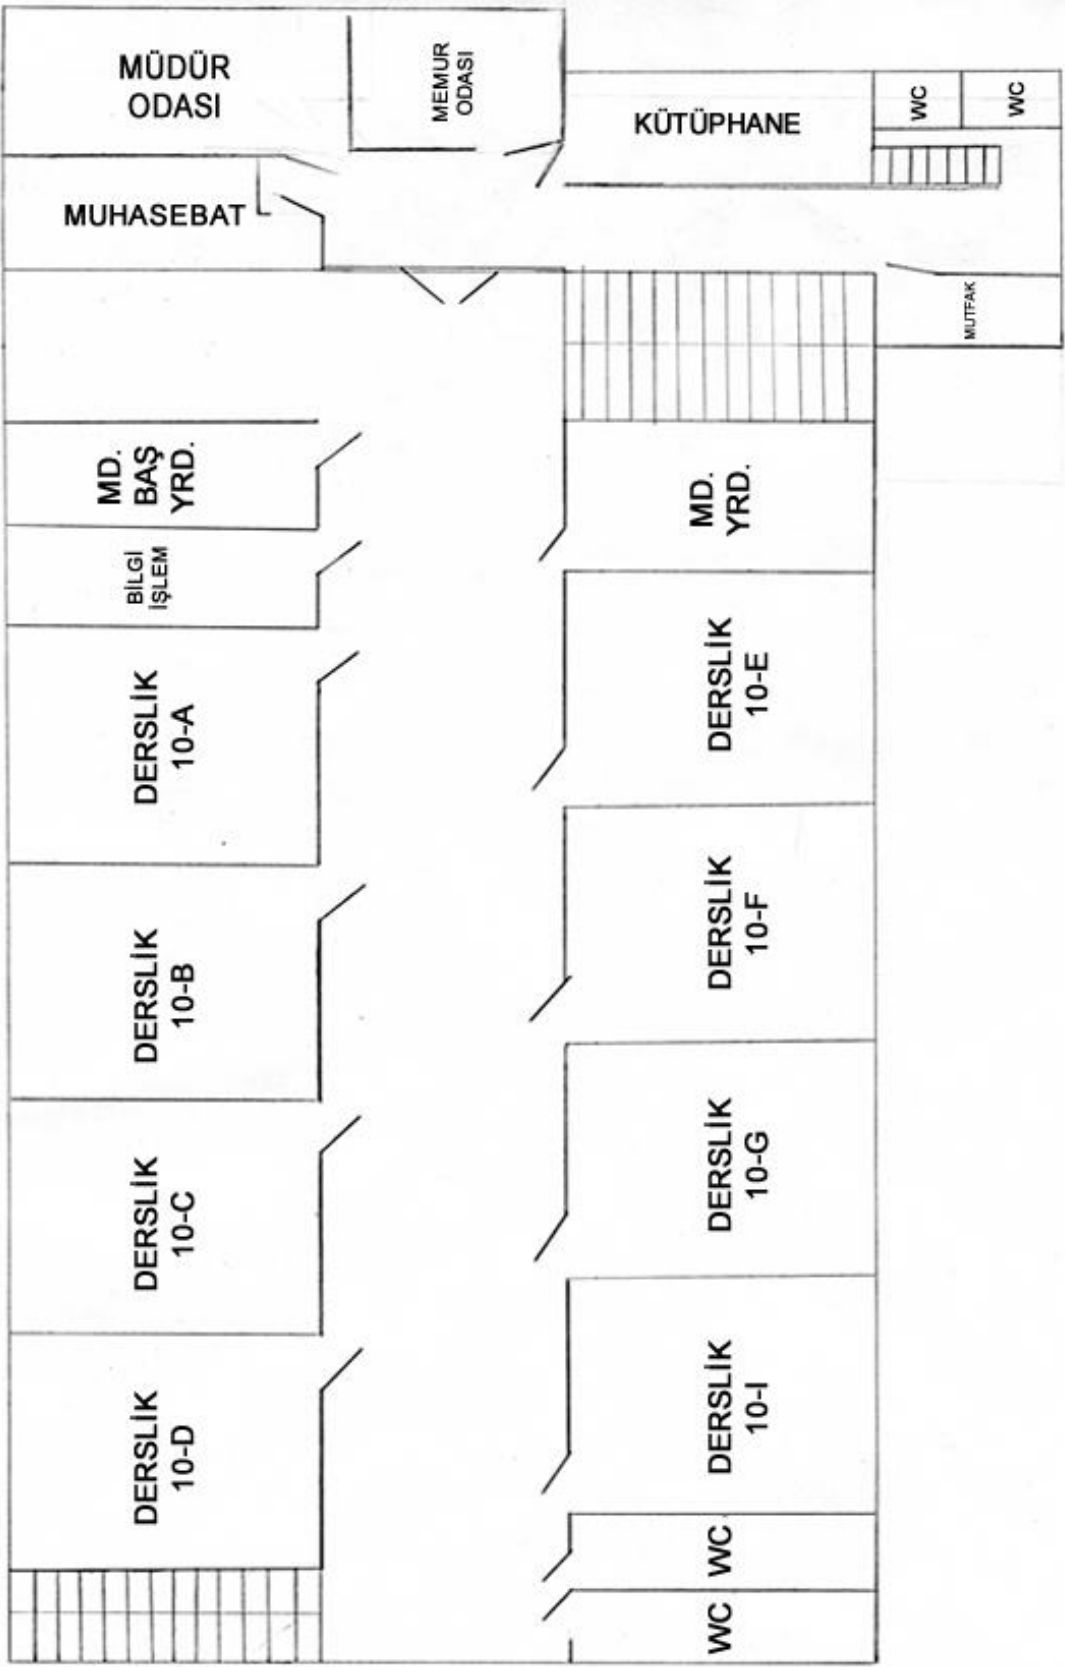 MÜDÜR
ODASI
MEMUR
ODASI
KÜTÜPHANE
WC
WC
MUHASEBAT
MUTFAK
MD.
BAŞ
YRD.
MD.
YRD.
BİLGİ
İŞLEM
DERSLİK
10-A
DERSLİK
10-E
DERSLİK
10-B
DERSLİK
10-F
DERSLİK
10-C
DERSLİK
10-G
DERSLİK
10-D
DERSLİK
10-I
WC
WC